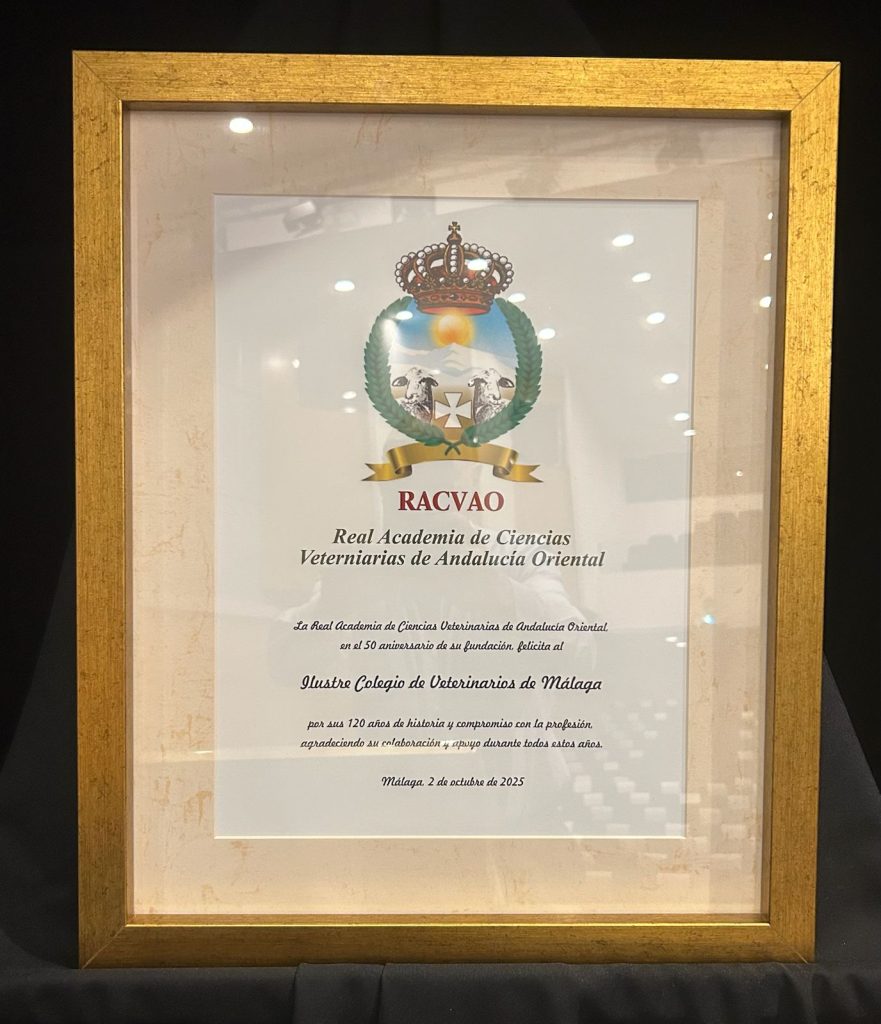 RACVAO
Real Academia de Ciencias
Veterniarias de Andalucía Oriental
La Real Academia de Ciencias Veterinarias de Andalucía Oriental,
en el 50 aniversario de su fundación, felicita al
Ilustre Colegio de Veterinarios de Málaga
por sus 120 años de historia y compromiso con la profesión,
agradeciendo su colaboración y apoyo durante todos estos años.
Málaga, 2 de octubre de 2025